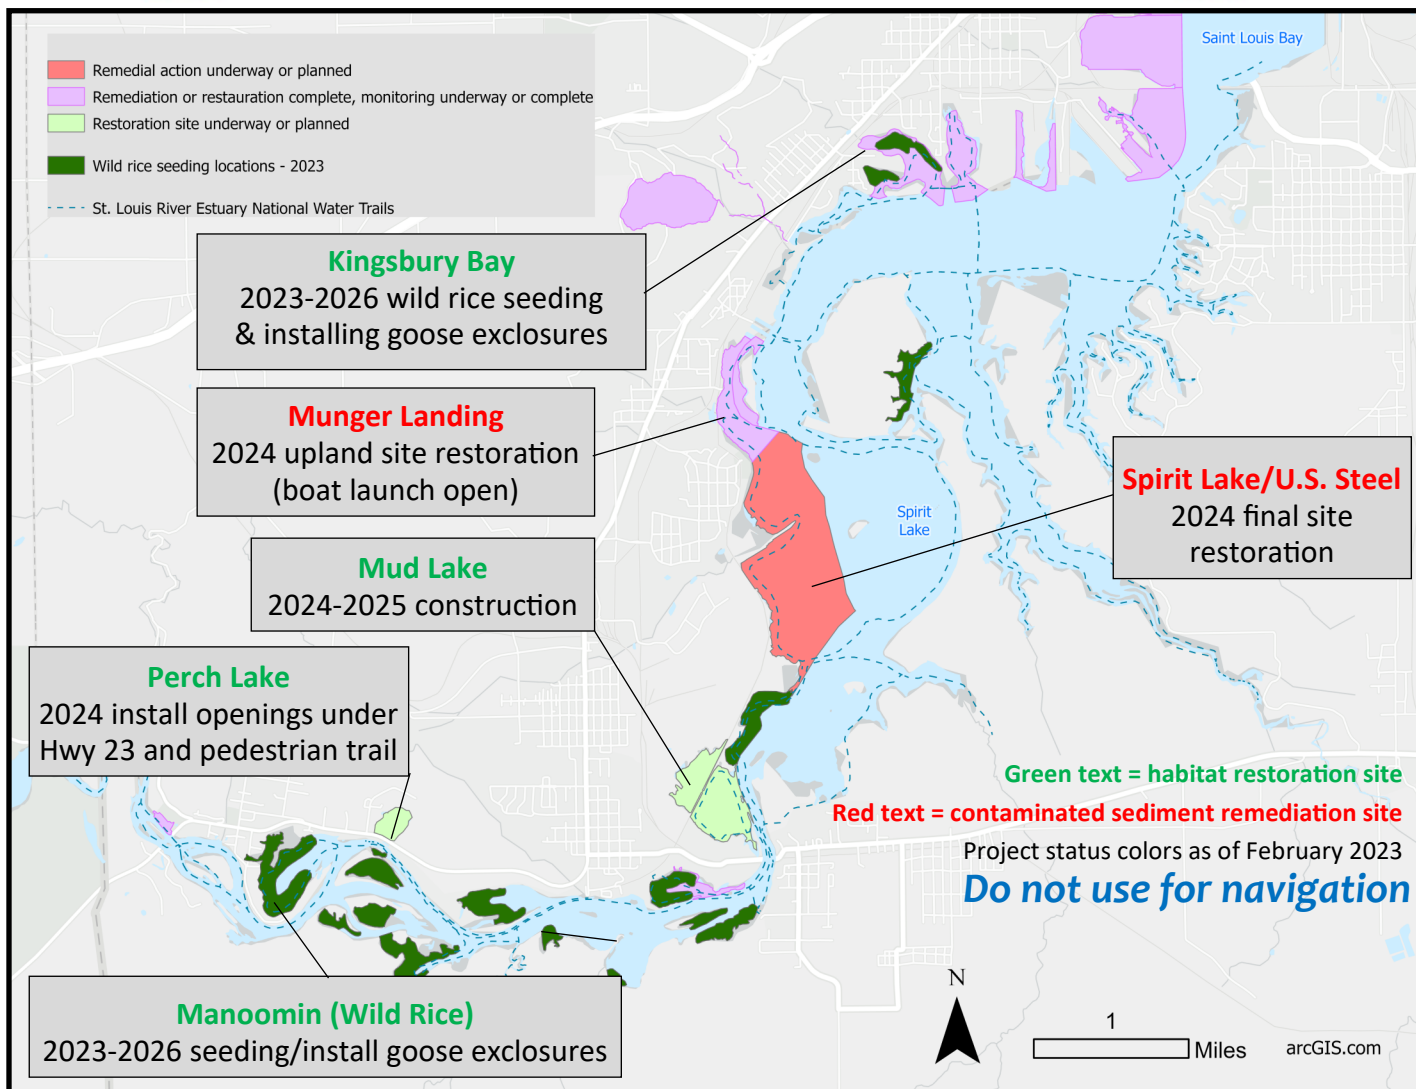 Saint Louis Bay
Remedial action underway or planned
Remediation or restauration complete, monitoring underway or complete
Restoration site underway or planned
Wild rice seeding locations - 2023
St. Louis River Estuary National Water Trails
Kingsbury Bay
2023-2026 wild rice seeding
& installing goose exclosures
Munger Landing
2024 upland site restoration
(boat launch open)
Spirit Lake/U.S. Steel
2024 final site
restoration
Spirit
Lake
Mud Lake
2024-2025 construction
Perch Lake
2024 install openings under
Hwy 23 and pedestrian trail
Green text = habitat restoration site
Red text = contaminated sediment remediation site
Project status colors as of February 2023
Do not use for navigation
Manoomin (Wild Rice)
2023-2026 seeding/install goose exclosures
N
1
Miles
arcGIS.com